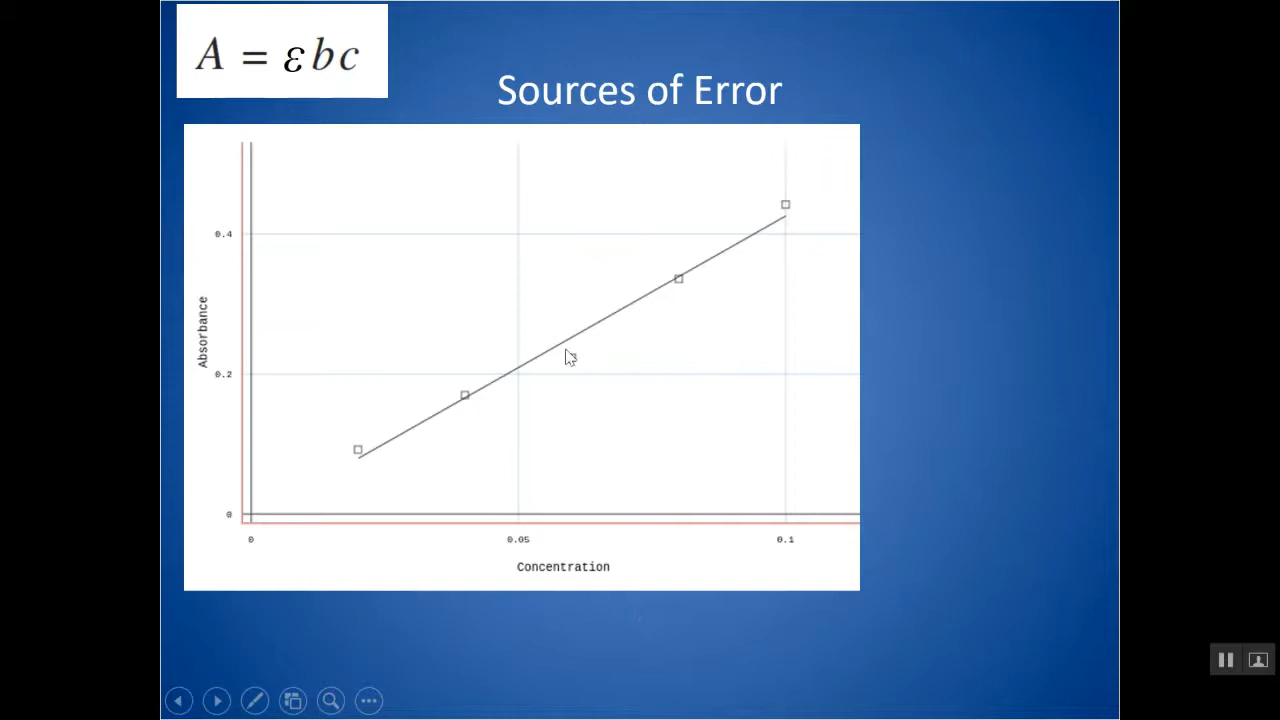 A = εbc
Sources of Error
0.4
Absorbance
0.2
0
0
0.05
0.1
Concentration